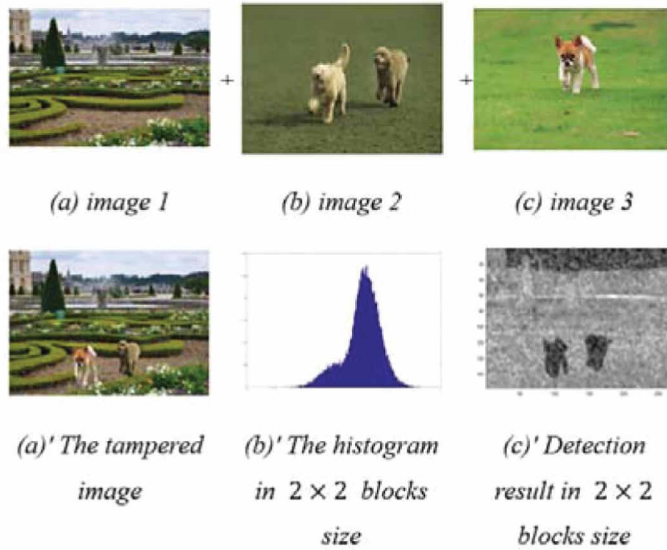 + +
(a) image 1 (b) image 2 (c) image 3
(a)' The tampered (b)' The histogram (c)' Detection
image in 2 × 2 blocks result in 2 × 2
size blocks size